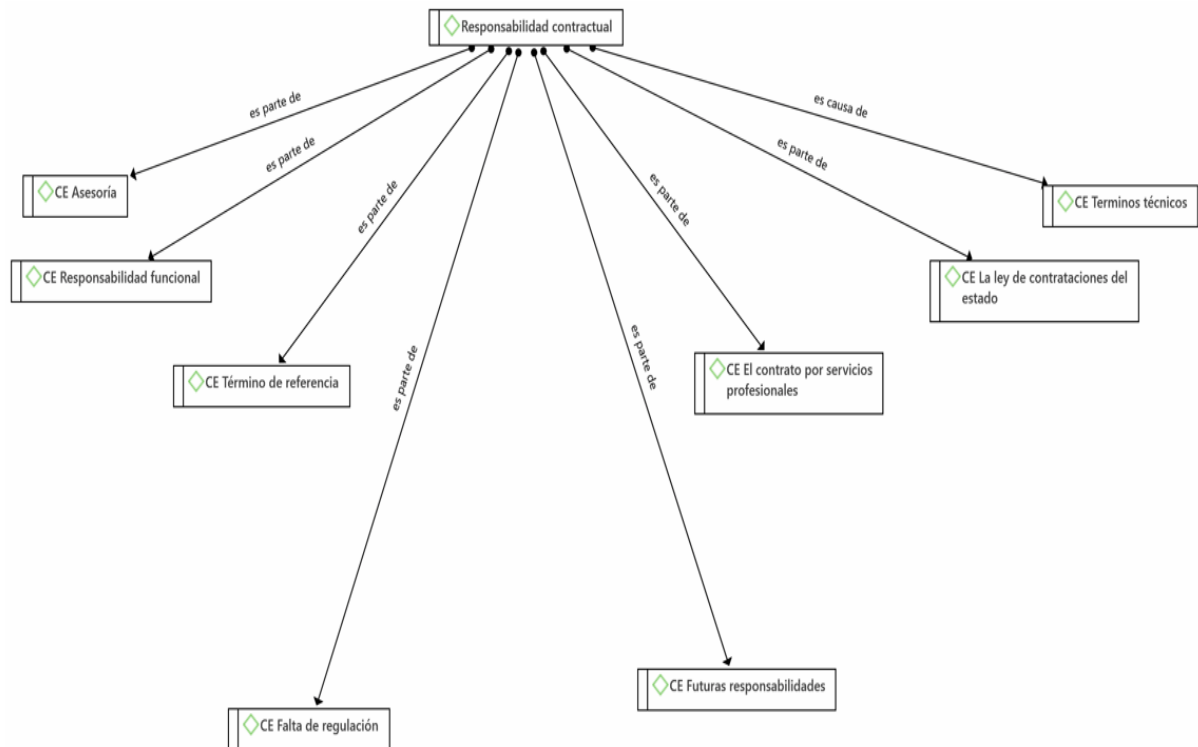 Responsabilidad contractual
es parte de
es causa de
es parte de
es parte de
CE Asesoría
es parte de
es parte de
CE Terminos técnicos
CE Responsabilidad funcional
CE La ley de contrataciones del
estado
es parte de
es parte de
CE Término de referencia
CE El contrato por servicios
profesionales
CE Futuras responsabilidades
CE Falta de regulación